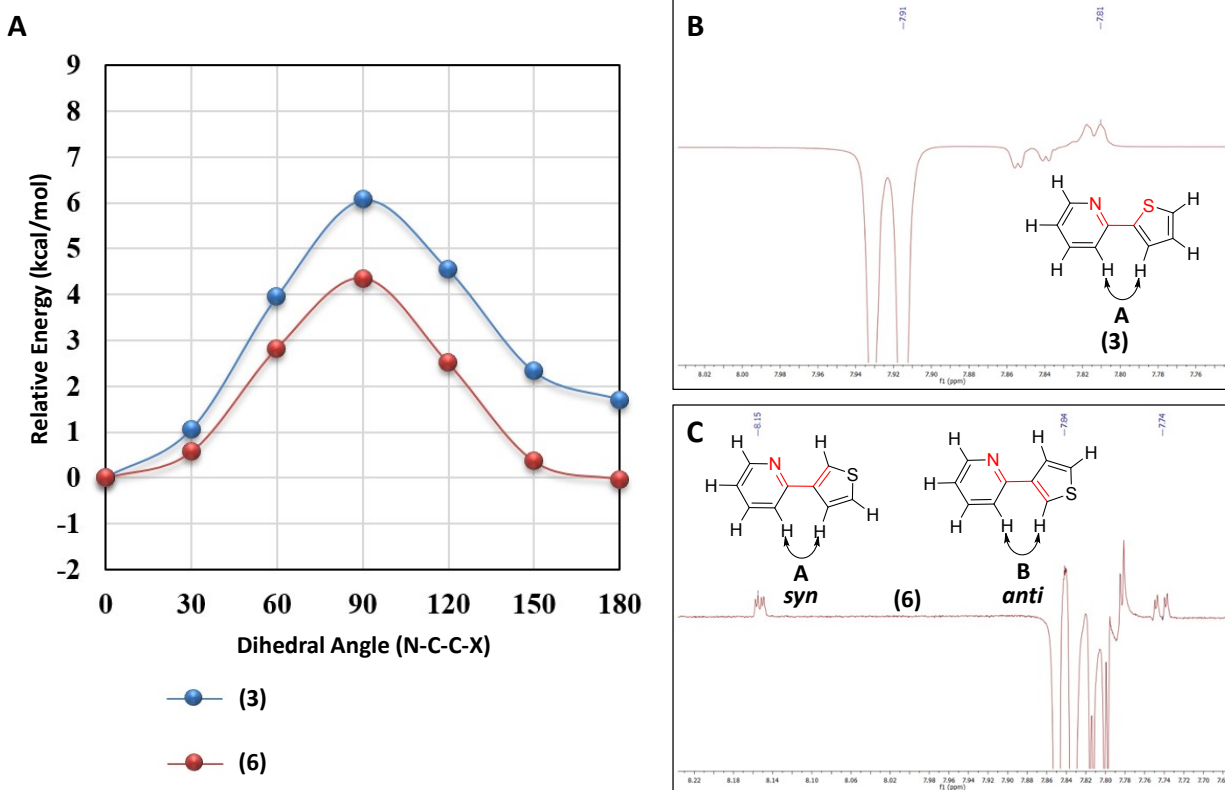 A
9
8
7
6
5
4
3
2
1
0
-1
-2
0 30 60 90 120 150 180
Relative Energy (kcal/mol)
Dihedral Angle (N-C-C-X)
(3)
(6)
B
7.91 7.81
H N S H
H H
H H H
A
(3)
8.02 8.00 7.96 7.94 7.92 7.90 7.86 7.84 7.82 7.80 7.78 7.76
f1 (ppm)
C
8.15 7.84 7.74
H N H S
H H
H H H
A
syn
(6)
H N H H
H S
H H H
B
anti
8.22 8.18 8.14 8.10 8.06 8.02 7.98 7.96 7.94 7.92 7.90 7.88 7.86 7.84 7.82 7.80 7.78 7.76 7.74 7.72 7.70
f1 (ppm)